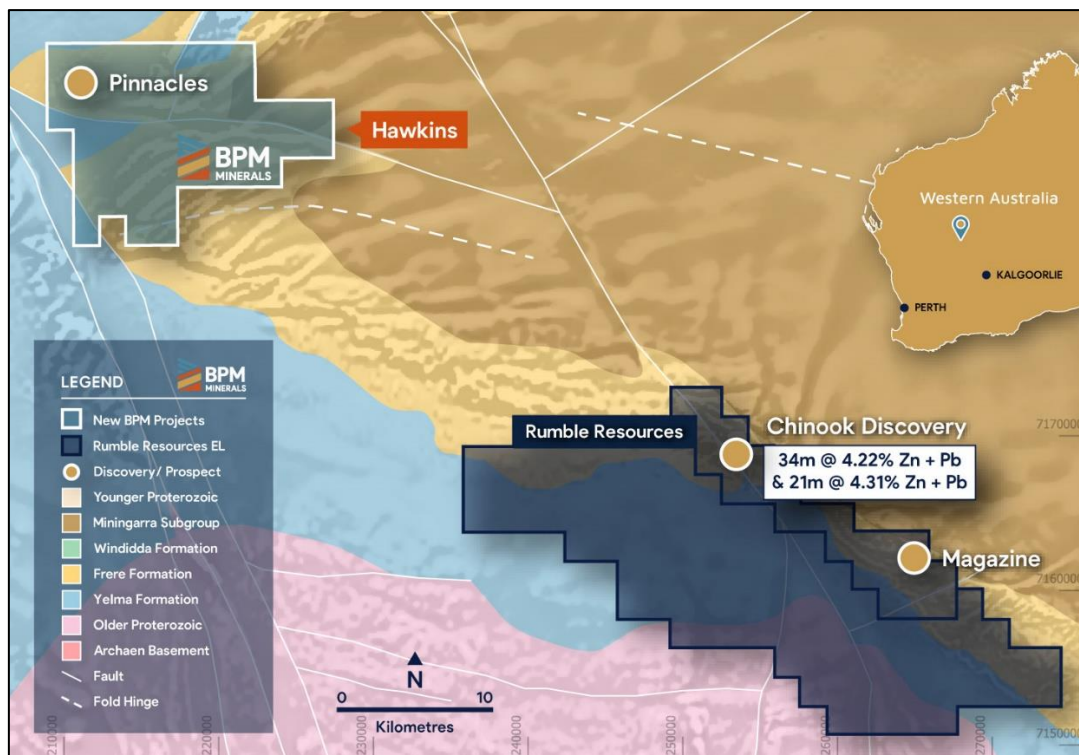 Pinnacles
Hawkins
BPM
MINERALS
Western Australia
KALGOORLIE
PERTH
LEGEND
BPM
MINERALS
New BPM Projects
Rumble Resources EL
Discovery/ Prospect
Younger Proterozoic
Miningarra Subgroup
Windidda Formation
Frere Formation
Yelma Formation
Older Proterozoic
Archaen Basement
Fault
Fold Hinge
Rumble Resources
Chinook Discovery
34m @ 4.22% Zn + Pb
& 21m @ 4.31% Zn + Pb
Magazine
N
0 10
Kilometres
7170000
7160000
7150000
210000
220000
230000
240000
250000
260000
270000